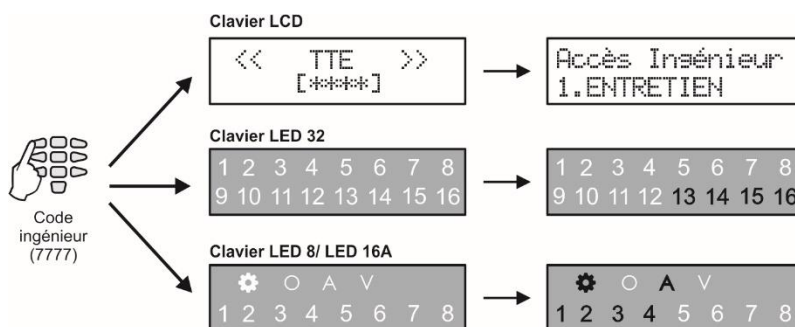 Clavier LCD
<< TTE >>
[****]
Accès Ingénieur
1.ENTRETIEN
Clavier LED 32
1 2 3 4 5 6 7 8
9 10 11 12 13 14 15 16
1 2 3 4 5 6 7 8
9 10 11 12 13 14 15 16
Code
ingénieur
(7777)
Clavier LED 8/ LED 16A
A V
1 2 3 4 5 6 7 8
A V
1 2 3 4 5 6 7 8